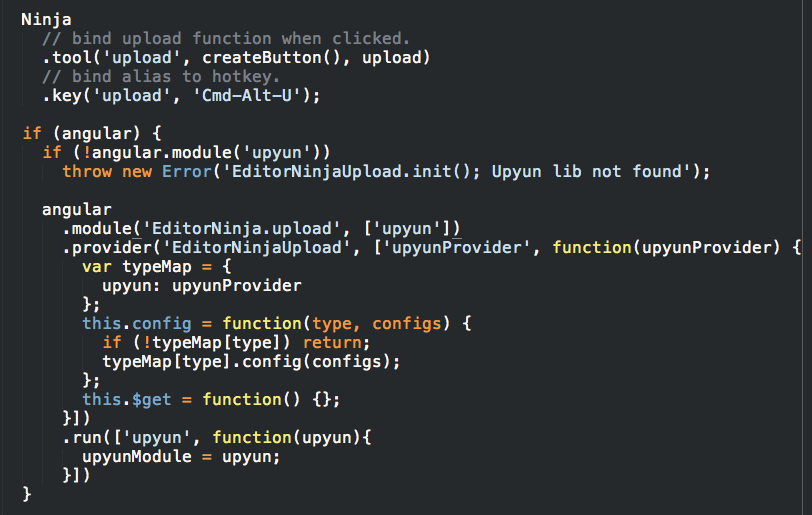 Ninja
// bind upload function when clicked.
.tool('upload', createButton(), upload)
// bind alias to hotkey.
.key('upload', 'Cmd-Alt-U');
if (angular) {
if (!angular.module('upyun'))
throw new Error('EditorNinjaUpload.init(); Upyun lib not found');
angular
.module('EditorNinja.upload', ['upyun'])
.provider('EditorNinjaUpload', ['upyunProvider', function(upyunProvider) {
var typeMap = {
upyun: upyunProvider
};
this.config = function(type, configs) {
if (!typeMap[type]) return;
typeMap[type].config(configs);
};
this.$get = function() {};
}])
.run(['upyun', function(upyun){
upyunModule = upyun;
}])
}